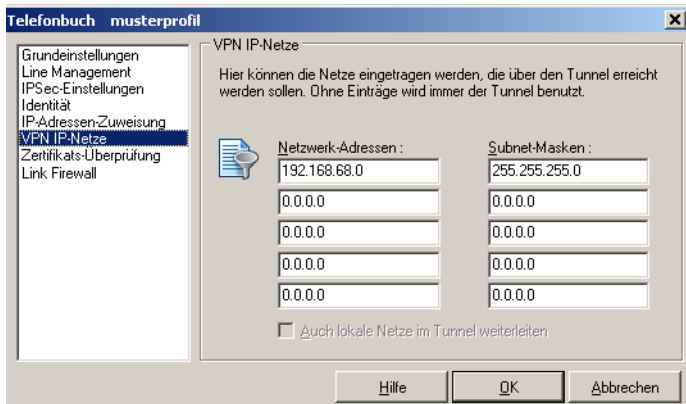 Telefonbuch musterprofil
Grundeinstellungen
Line Management
IPSec-Einstellungen
Identität
IP-Adressen-Zuweisung
VPN IP-Netze
Zertifikats-Überprüfung
Link Firewall
VPN IP-Netze
Hier können die Netze eingetragen werden, die über den Tunnel erreicht
werden sollen. Ohne Einträge wird immer der Tunnel benutzt.
Netzwerk-Adressen : Subnet-Masken :
192.168.68.0 255.255.255.0
0.0.0.0 0.0.0.0
0.0.0.0 0.0.0.0
0.0.0.0 0.0.0.0
0.0.0.0 0.0.0.0
Auch lokale Netze im Tunnel weiterleiten
Hilfe OK Abbrechen